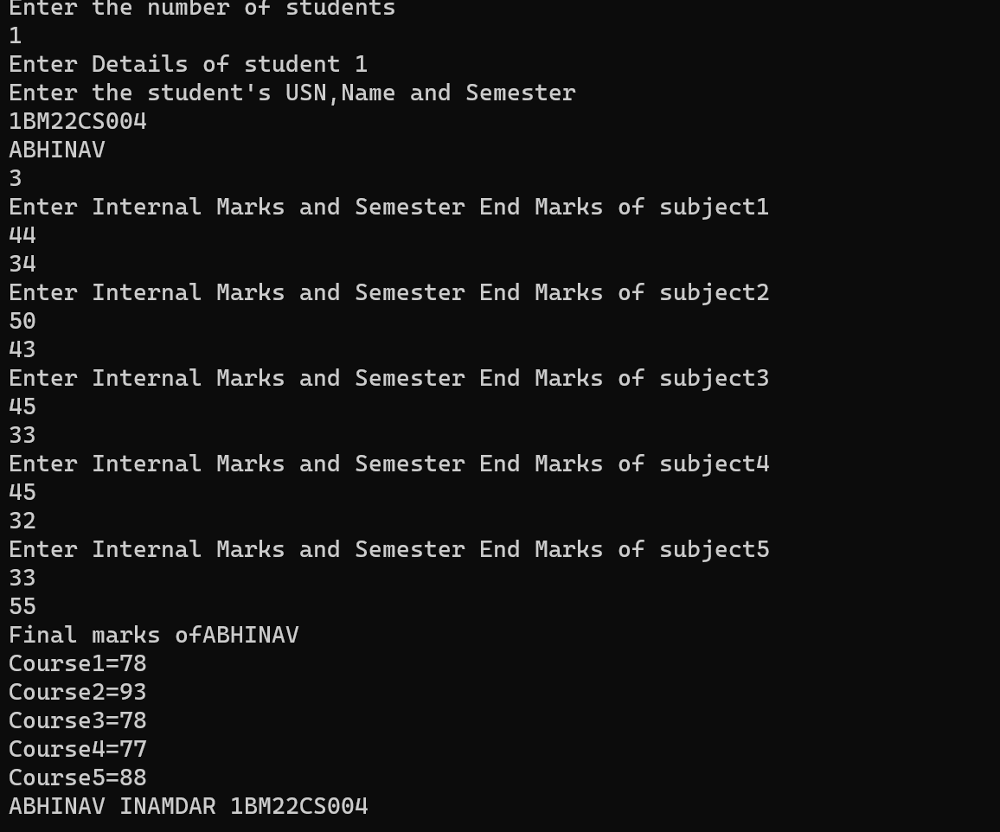 Enter the number of students
1
Enter Details of student 1
Enter the student's USN,Name and Semester
1BM22CS004
ABHINAV
3
Enter Internal Marks and Semester End Marks of subject1
44
34
Enter Internal Marks and Semester End Marks of subject2
50
43
Enter Internal Marks and Semester End Marks of subject3
45
33
Enter Internal Marks and Semester End Marks of subject4
45
32
Enter Internal Marks and Semester End Marks of subject5
33
55
Final marks ofABHINAV
Course1=78
Course2=93
Course3=78
Course4=77
Course5=88
ABHINAV INAMDAR 1BM22CS004